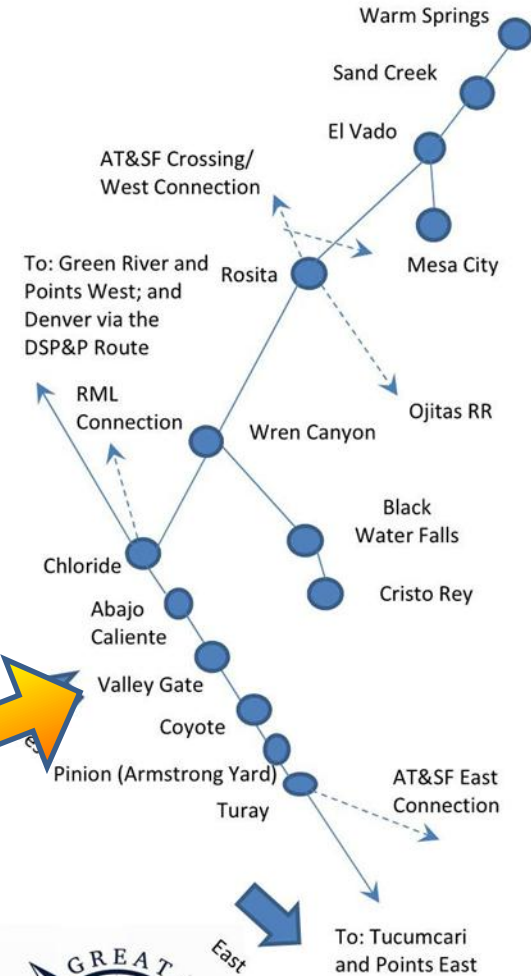 Warm Springs
Sand Creek
El Vado
AT&SF Crossing/
West Connection
Mesa City
To: Green River and
Points West; and
Denver via the
DSP&P Route
Rosita
RML
Connection
Ojitas RR
Wren Canyon
Black
Water Falls
Chloride
Cristo Rey
Abajo
Caliente
Valley Gate
Coyote
Pinion (Armstrong Yard)
AT&SF East
Connection
Turay
East
To: Tucumcari
and Points East
GREAT